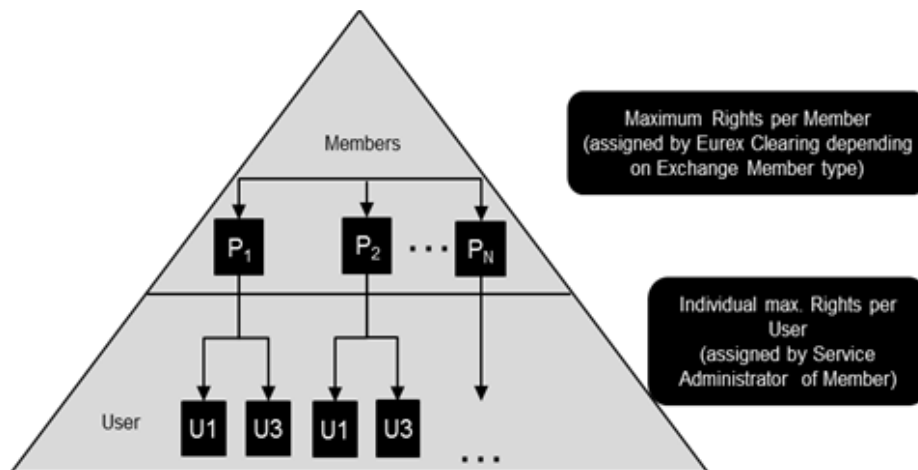 Members
Maximum Rights per Member
(assigned by Eurex Clearing depending
on Exchange Member type)
P1
P2
...
PN
Individual max. Rights per
User
(assigned by Service
Administrator of Member)
User
U1
U3
U1
U3
...